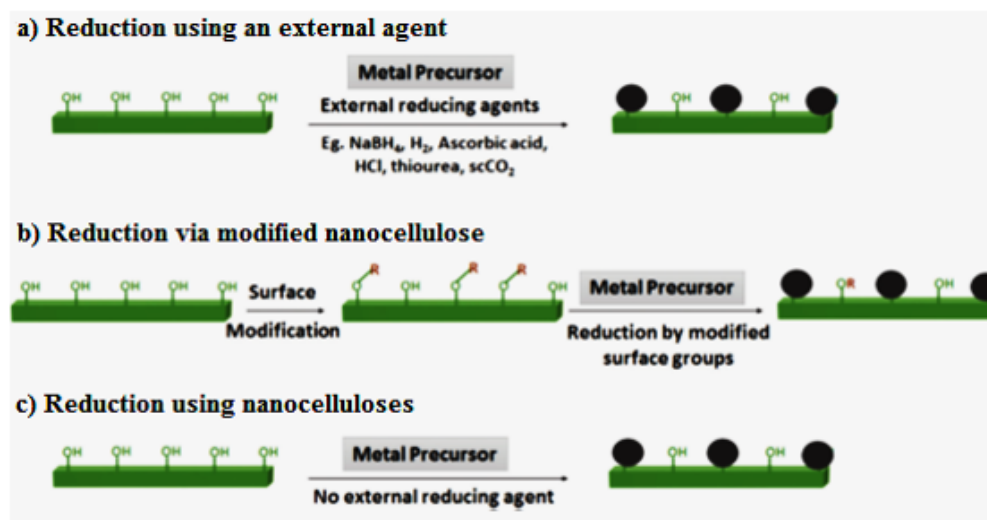 a) Reduction using an external agent
Metal Precursor
OH OH OH OH OH
External reducing agents
OH OH
Eg. NaBH₄, H₂, Ascorbic acid,
HCl, thiourea, scCO₂
b) Reduction via modified nanocellulose
R R R
OH OH OH OH OH
Surface
Modification
O OH O O OH
Metal Precursor
Reduction by modified
surface groups
OR OH
c) Reduction using nanocelluloses
OH OH OH OH OH
Metal Precursor
No external reducing agent
OH OH